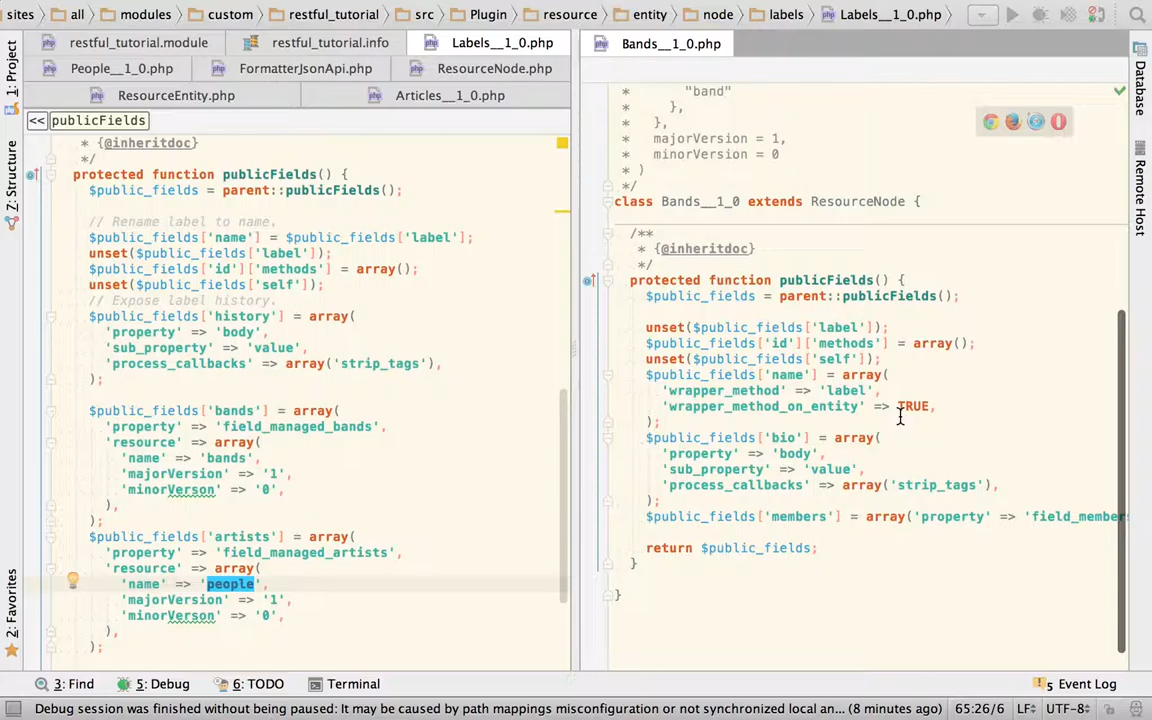 sites all modules custom restful_tutorial src Plugin resource entity node labels Labels__1_0.php
1: Project
Z: Structure
2: Favorites
restful_tutorial.module restful_tutorial.info Labels__1_0.php
People__1_0.php FormatterJsonApi.php ResourceNode.php
ResourceEntity.php Articles__1_0.php
<< publicFields
* {@inheritdoc}
*/
protected function publicFields() {
$public_fields = parent::publicFields();
// Rename label to name.
$public_fields['name'] = $public_fields['label'];
unset($public_fields['label']);
$public_fields['id']['methods'] = array();
unset($public_fields['self']);
// Expose label history.
$public_fields['history'] = array(
'property' => 'body',
'sub_property' => 'value',
'process_callbacks' => array('strip_tags'),
);
$public_fields['bands'] = array(
'property' => 'field_managed_bands',
'resource' => array(
'name' => 'bands',
'majorVersion' => '1',
'minorVerson' => '0',
),
);
$public_fields['artists'] = array(
'property' => 'field_managed_artists',
'resource' => array(
'name' => 'people',
'majorVersion' => '1',
'minorVerson' => '0',
),
);
Bands__1_0.php
* "band"
* },
* },
* majorVersion = 1,
* minorVersion = 0
* )
*/
class Bands__1_0 extends ResourceNode {
/**
* {@inheritdoc}
*/
protected function publicFields() {
$public_fields = parent::publicFields();
unset($public_fields['label']);
$public_fields['id']['methods'] = array();
unset($public_fields['self']);
$public_fields['name'] = array(
'wrapper_method' => 'label',
'wrapper_method_on_entity' => TRUE,
);
$public_fields['bio'] = array(
'property' => 'body',
'sub_property' => 'value',
'process_callbacks' => array('strip_tags'),
);
$public_fields['members'] = array('property' => 'field_members
return $public_fields;
}
}
Database
Remote Host
3: Find 5: Debug 6: TODO Terminal 5 Event Log
Debug session was finished without being paused: It may be caused by path mappings misconfiguration or not synchronized local an... (8 minutes ago) 65:26/6 LF UTF-8